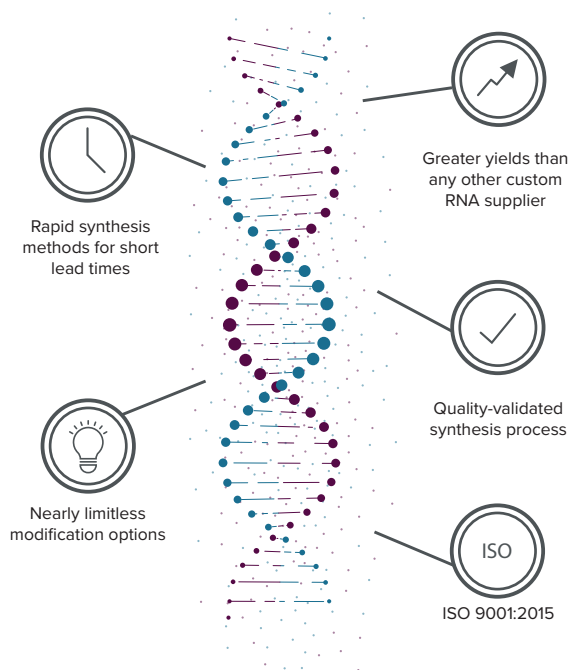 Greater yields than
any other custom
RNA supplier
Rapid synthesis
methods for short
lead times
Quality-validated
synthesis process
Nearly limitless
modification options
ISO
ISO 9001:2015